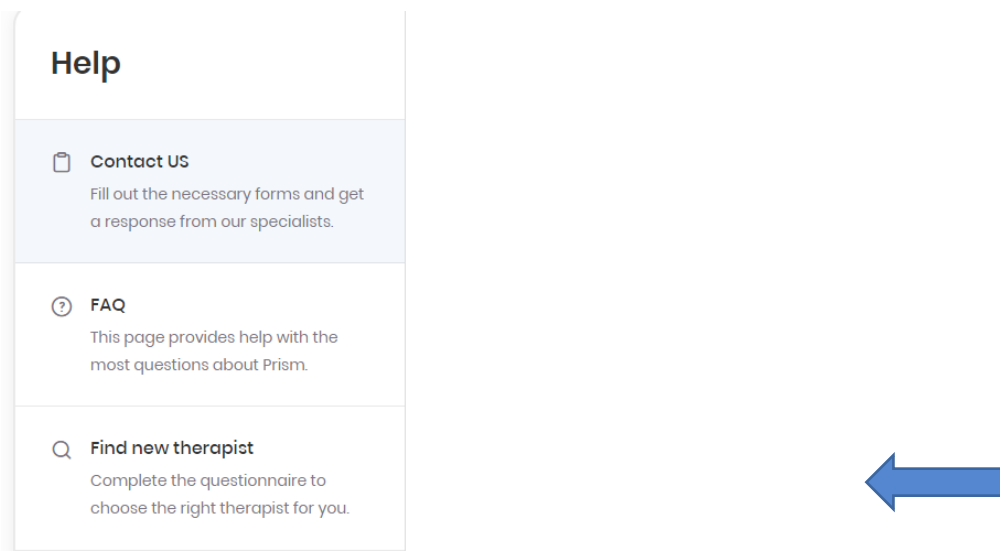 Help
Contact US
Fill out the necessary forms and get
a response from our specialists.
FAQ
This page provides help with the
most questions about Prism.
Find new therapist
Complete the questionnaire to
choose the right therapist for you.